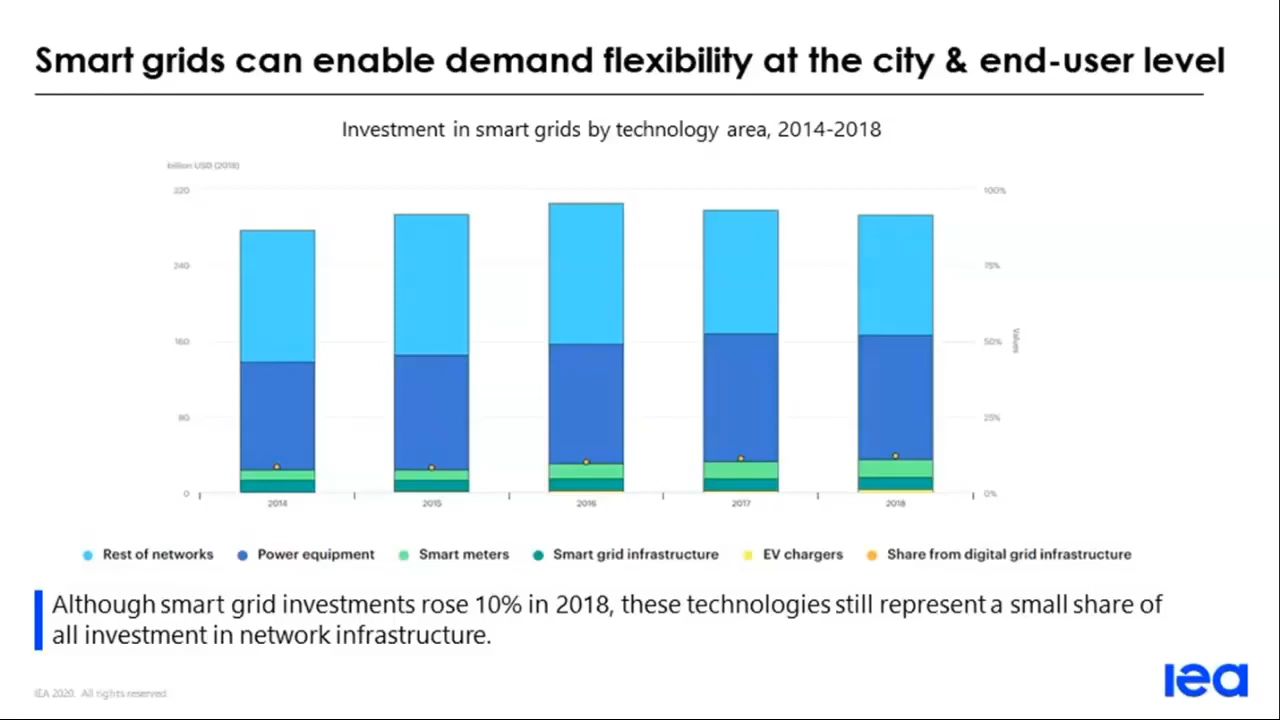 Smart grids can enable demand flexibility at the city & end-user level
Investment in smart grids by technology area, 2014-2018
billion USD (2018)
320
100%
240
75%
160
50%
Values
80
25%
0
0%
2014
2015
2016
2017
2018
Rest of networks
Power equipment
Smart meters
Smart grid infrastructure
EV chargers
Share from digital grid infrastructure
Although smart grid investments rose 10% in 2018, these technologies still represent a small share of
all investment in network infrastructure.
IEA 2020. All rights reserved
iea